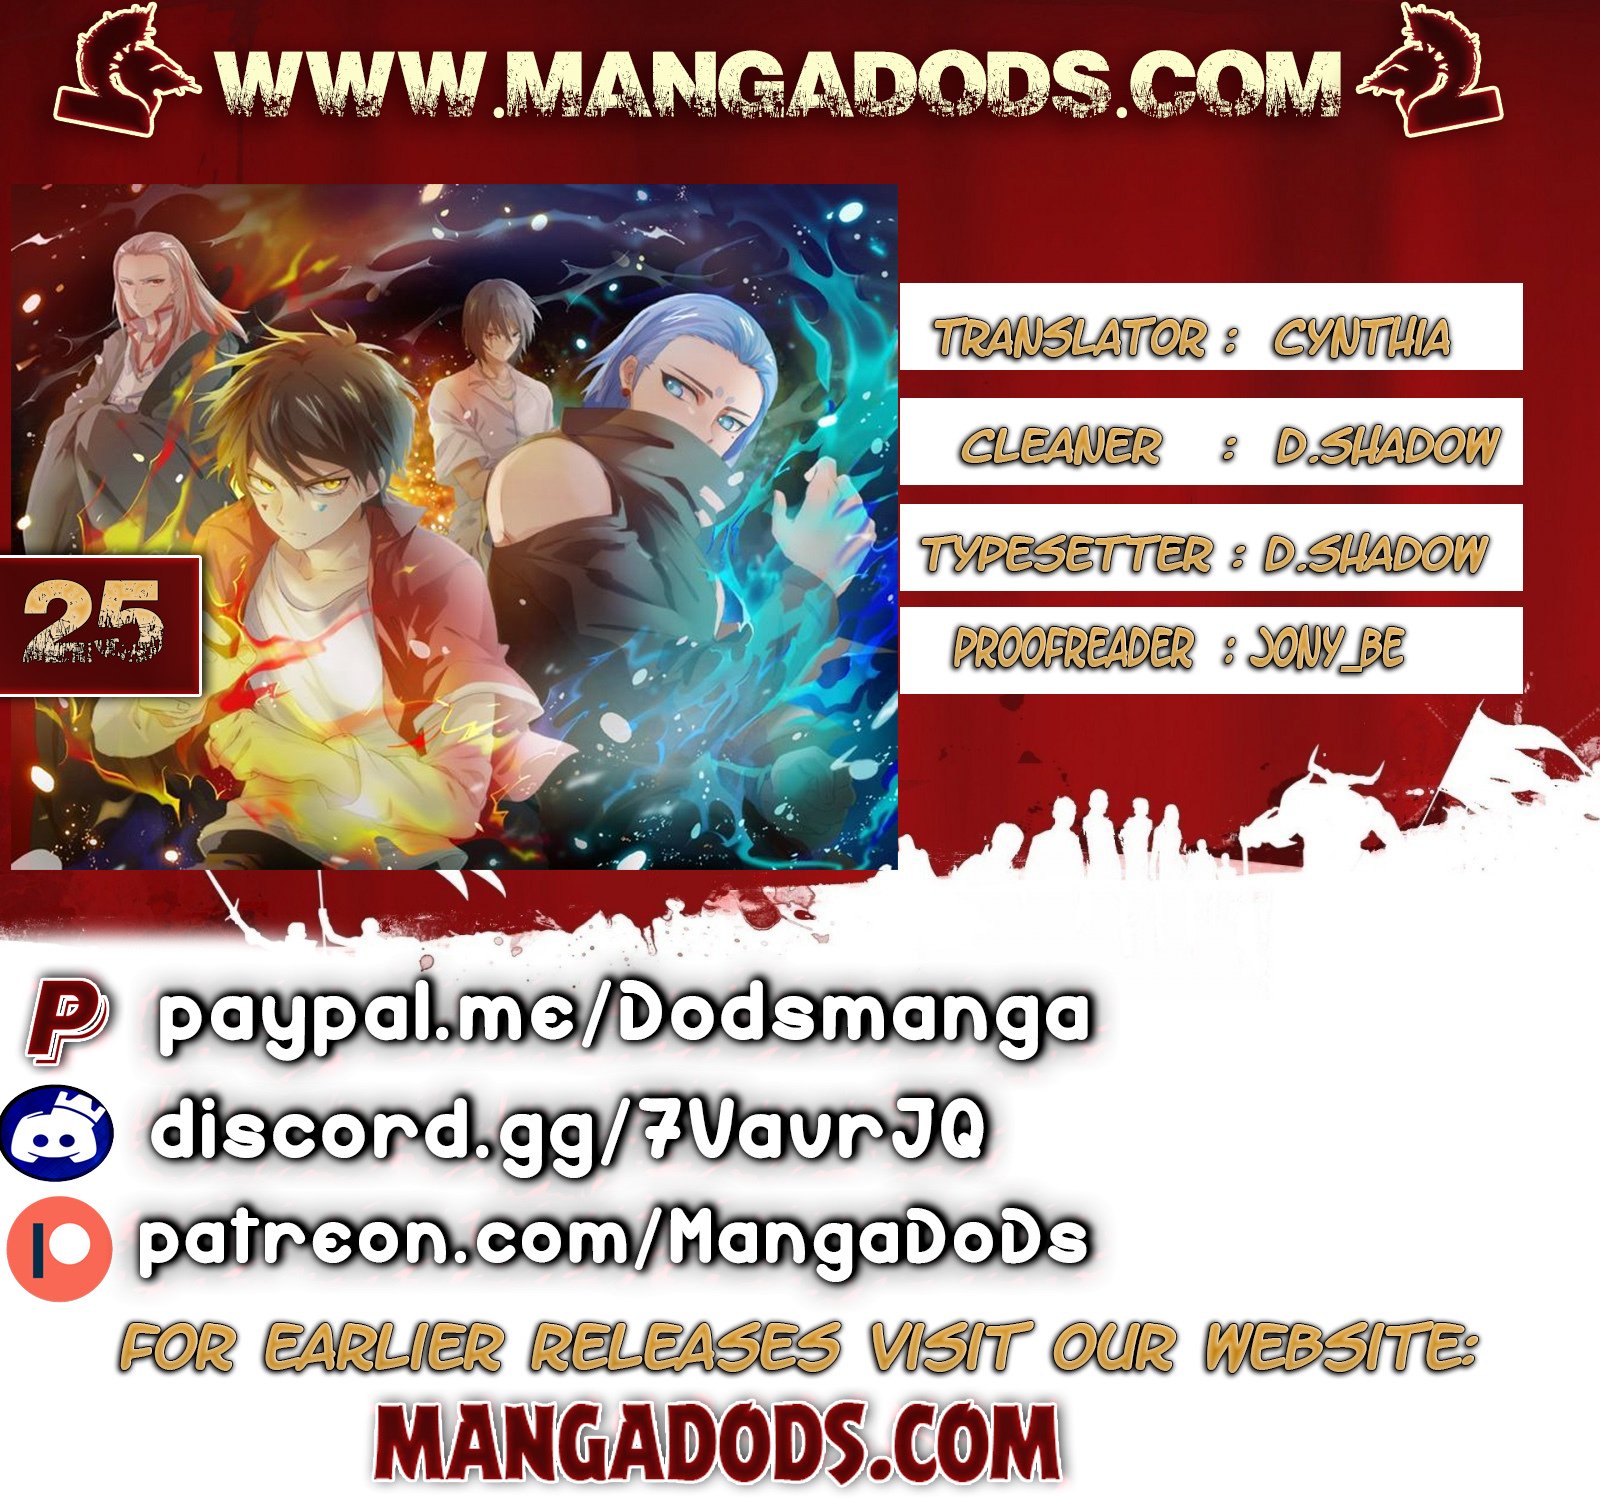 WWW.MANGADODS.COM
TRANSLATOR : CYNTHIA
CLEANER : D.SHADOW
TYPESETTER : D.SHADOW
PROOFREADER : JONY_BE
25
paypal.me/Dodsmanga
discord.gg/7VavrJQ
patreon.com/MangaDoDs
FOR EARLIER RELEASES VISIT OUR WEBSITE:
MANGADODS.COM